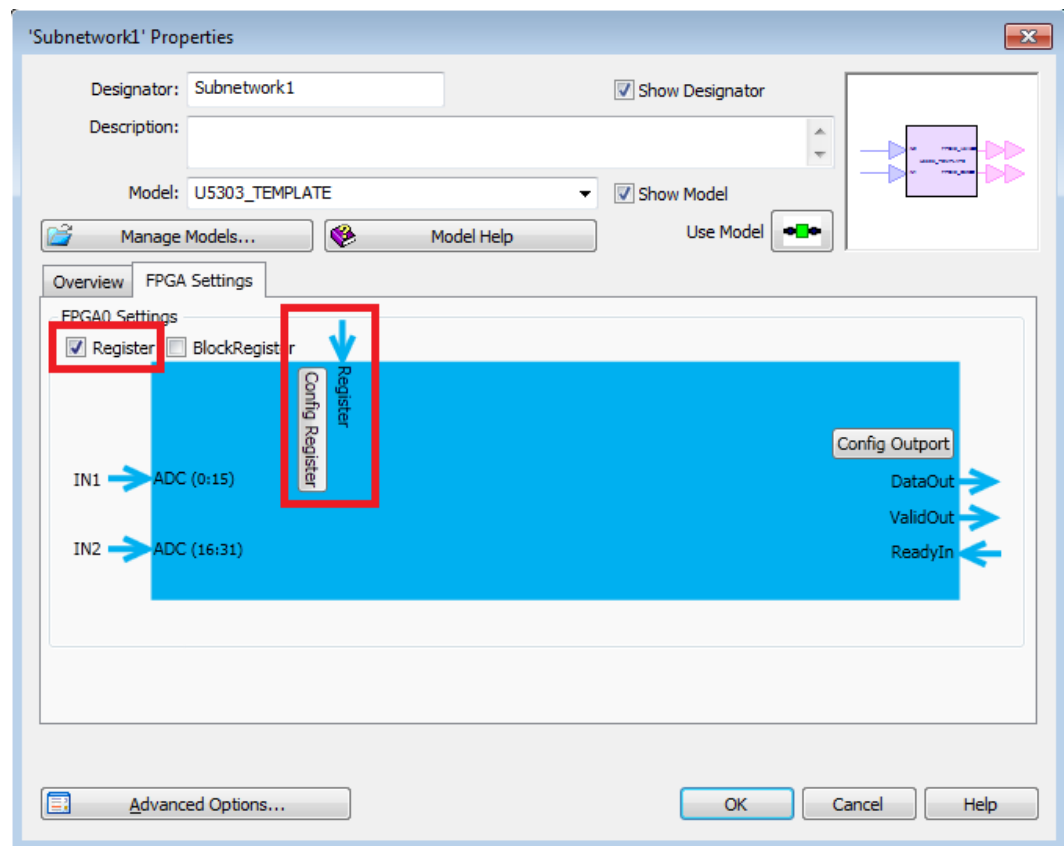 'Subnetwork1' Properties
Designator: Subnetwork1
Show Designator
Description:
Model: U5303_TEMPLATE
Show Model
Manage Models...
Model Help
Use Model
Overview
FPGA Settings
FPGA0 Settings
Register
BlockRegister
Register
Config Register
Config Outport
IN1
ADC (0:15)
DataOut
ValidOut
IN2
ADC (16:31)
ReadyIn
Advanced Options...
OK
Cancel
Help